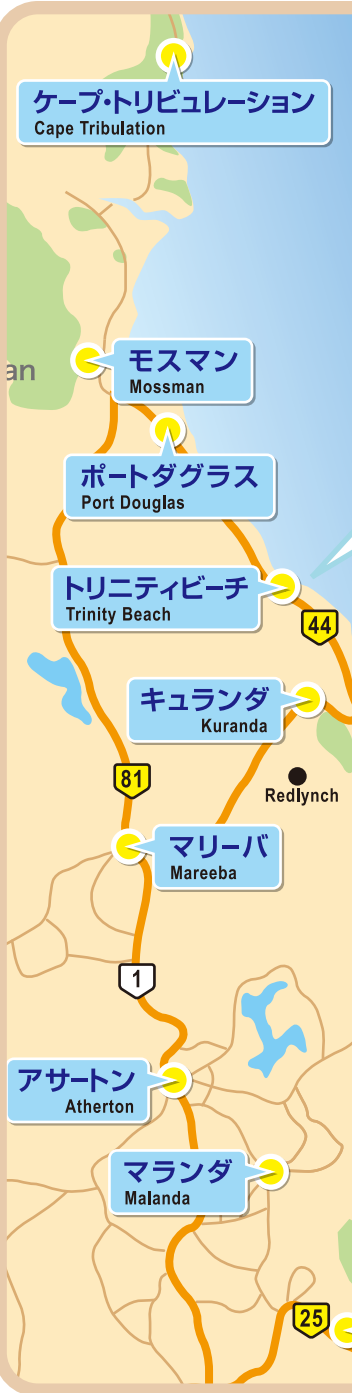 ケープ・トリビュレーション
Cape Tribulation
an
モスマン
Mossman
ポートダグラス
Port Douglas
トリニティビーチ
Trinity Beach
44
キュランダ
Kuranda
Redlynch
81
マリーバ
Mareeba
1
アサートン
Atherton
マランダ
Malanda
25